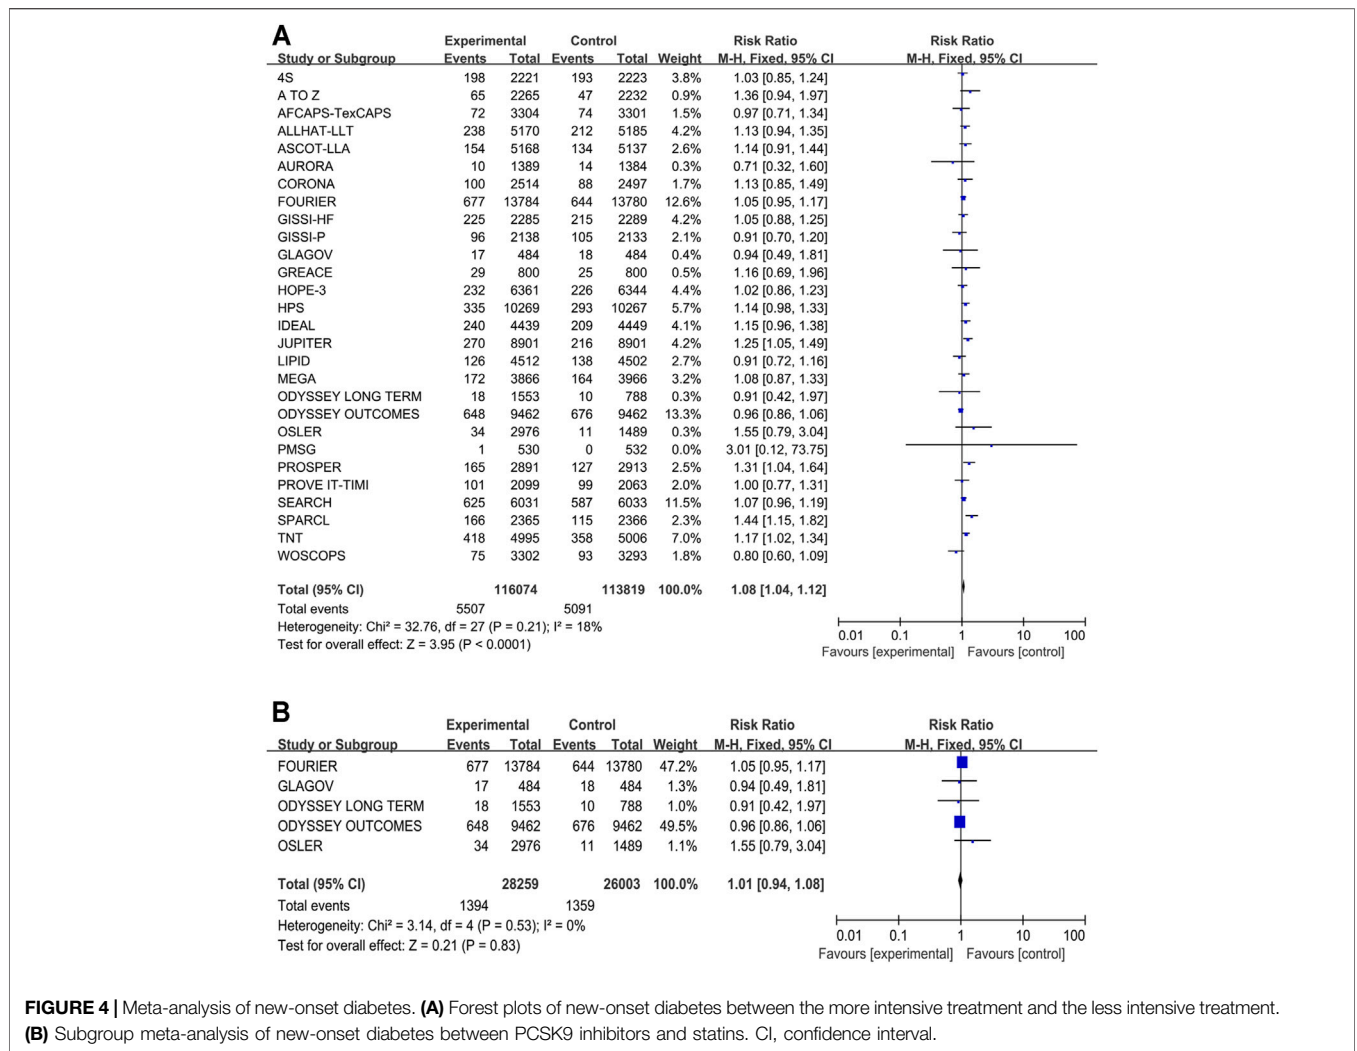 A
Experimental Control Risk Ratio Risk Ratio
Study or Subgroup Events Total Events Total Weight M-H, Fixed, 95% CI M-H, Fixed, 95% CI
4S 198 2221 193 2223 3.8% 1.03 [0.85, 1.24]
A TO Z 65 2265 47 2232 0.9% 1.36 [0.94, 1.97]
AFCAPS-TexCAPS 72 3304 74 3301 1.5% 0.97 [0.71, 1.34]
ALLHAT-LLT 238 5170 212 5185 4.2% 1.13 [0.94, 1.35]
ASCOT-LLA 154 5168 134 5137 2.6% 1.14 [0.91, 1.44]
AURORA 10 1389 14 1384 0.3% 0.71 [0.32, 1.60]
CORONA 100 2514 88 2497 1.7% 1.13 [0.85, 1.49]
FOURIER 677 13784 644 13780 12.6% 1.05 [0.95, 1.17]
GISSI-HF 225 2285 215 2289 4.2% 1.05 [0.88, 1.25]
GISSI-P 96 2138 105 2133 2.1% 0.91 [0.70, 1.20]
GLAGOV 17 484 18 484 0.4% 0.94 [0.49, 1.81]
GREACE 29 800 25 800 0.5% 1.16 [0.69, 1.96]
HOPE-3 232 6361 226 6344 4.4% 1.02 [0.86, 1.23]
HPS 335 10269 293 10267 5.7% 1.14 [0.98, 1.33]
IDEAL 240 4439 209 4449 4.1% 1.15 [0.96, 1.38]
JUPITER 270 8901 216 8901 4.2% 1.25 [1.05, 1.49]
LIPID 126 4512 138 4502 2.7% 0.91 [0.72, 1.16]
MEGA 172 3866 164 3966 3.2% 1.08 [0.87, 1.33]
ODYSSEY LONG TERM 18 1553 10 788 0.3% 0.91 [0.42, 1.97]
ODYSSEY OUTCOMES 648 9462 676 9462 13.3% 0.96 [0.86, 1.06]
OSLER 34 2976 11 1489 0.3% 1.55 [0.79, 3.04]
PMSG 1 530 0 532 0.0% 3.01 [0.12, 73.75]
PROSPER 165 2891 127 2913 2.5% 1.31 [1.04, 1.64]
PROVE IT-TIMI 101 2099 99 2063 2.0% 1.00 [0.77, 1.31]
SEARCH 625 6031 587 6033 11.5% 1.07 [0.96, 1.19]
SPARCL 166 2365 115 2366 2.3% 1.44 [1.15, 1.82]
TNT 418 4995 358 5006 7.0% 1.17 [1.02, 1.34]
WOSCOPS 75 3302 93 3293 1.8% 0.80 [0.60, 1.09]
Total (95% CI) 116074 113819 100.0% 1.08 [1.04, 1.12]
Total events 5507 5091
Heterogeneity: Chi² = 32.76, df = 27 (P = 0.21); I² = 18%
Test for overall effect: Z = 3.95 (P < 0.0001)
0.01 0.1 1 10 100
Favours [experimental] Favours [control]
B
Experimental Control Risk Ratio Risk Ratio
Study or Subgroup Events Total Events Total Weight M-H, Fixed, 95% CI M-H, Fixed, 95% CI
FOURIER 677 13784 644 13780 47.2% 1.05 [0.95, 1.17]
GLAGOV 17 484 18 484 1.3% 0.94 [0.49, 1.81]
ODYSSEY LONG TERM 18 1553 10 788 1.0% 0.91 [0.42, 1.97]
ODYSSEY OUTCOMES 648 9462 676 9462 49.5% 0.96 [0.86, 1.06]
OSLER 34 2976 11 1489 1.1% 1.55 [0.79, 3.04]
Total (95% CI) 28259 26003 100.0% 1.01 [0.94, 1.08]
Total events 1394 1359
Heterogeneity: Chi² = 3.14, df = 4 (P = 0.53); I² = 0%
Test for overall effect: Z = 0.21 (P = 0.83)
0.01 0.1 1 10 100
Favours [experimental] Favours [control]
FIGURE 4 | Meta-analysis of new-onset diabetes. (A) Forest plots of new-onset diabetes between the more intensive treatment and the less intensive treatment.
(B) Subgroup meta-analysis of new-onset diabetes between PCSK9 inhibitors and statins. CI, confidence interval.